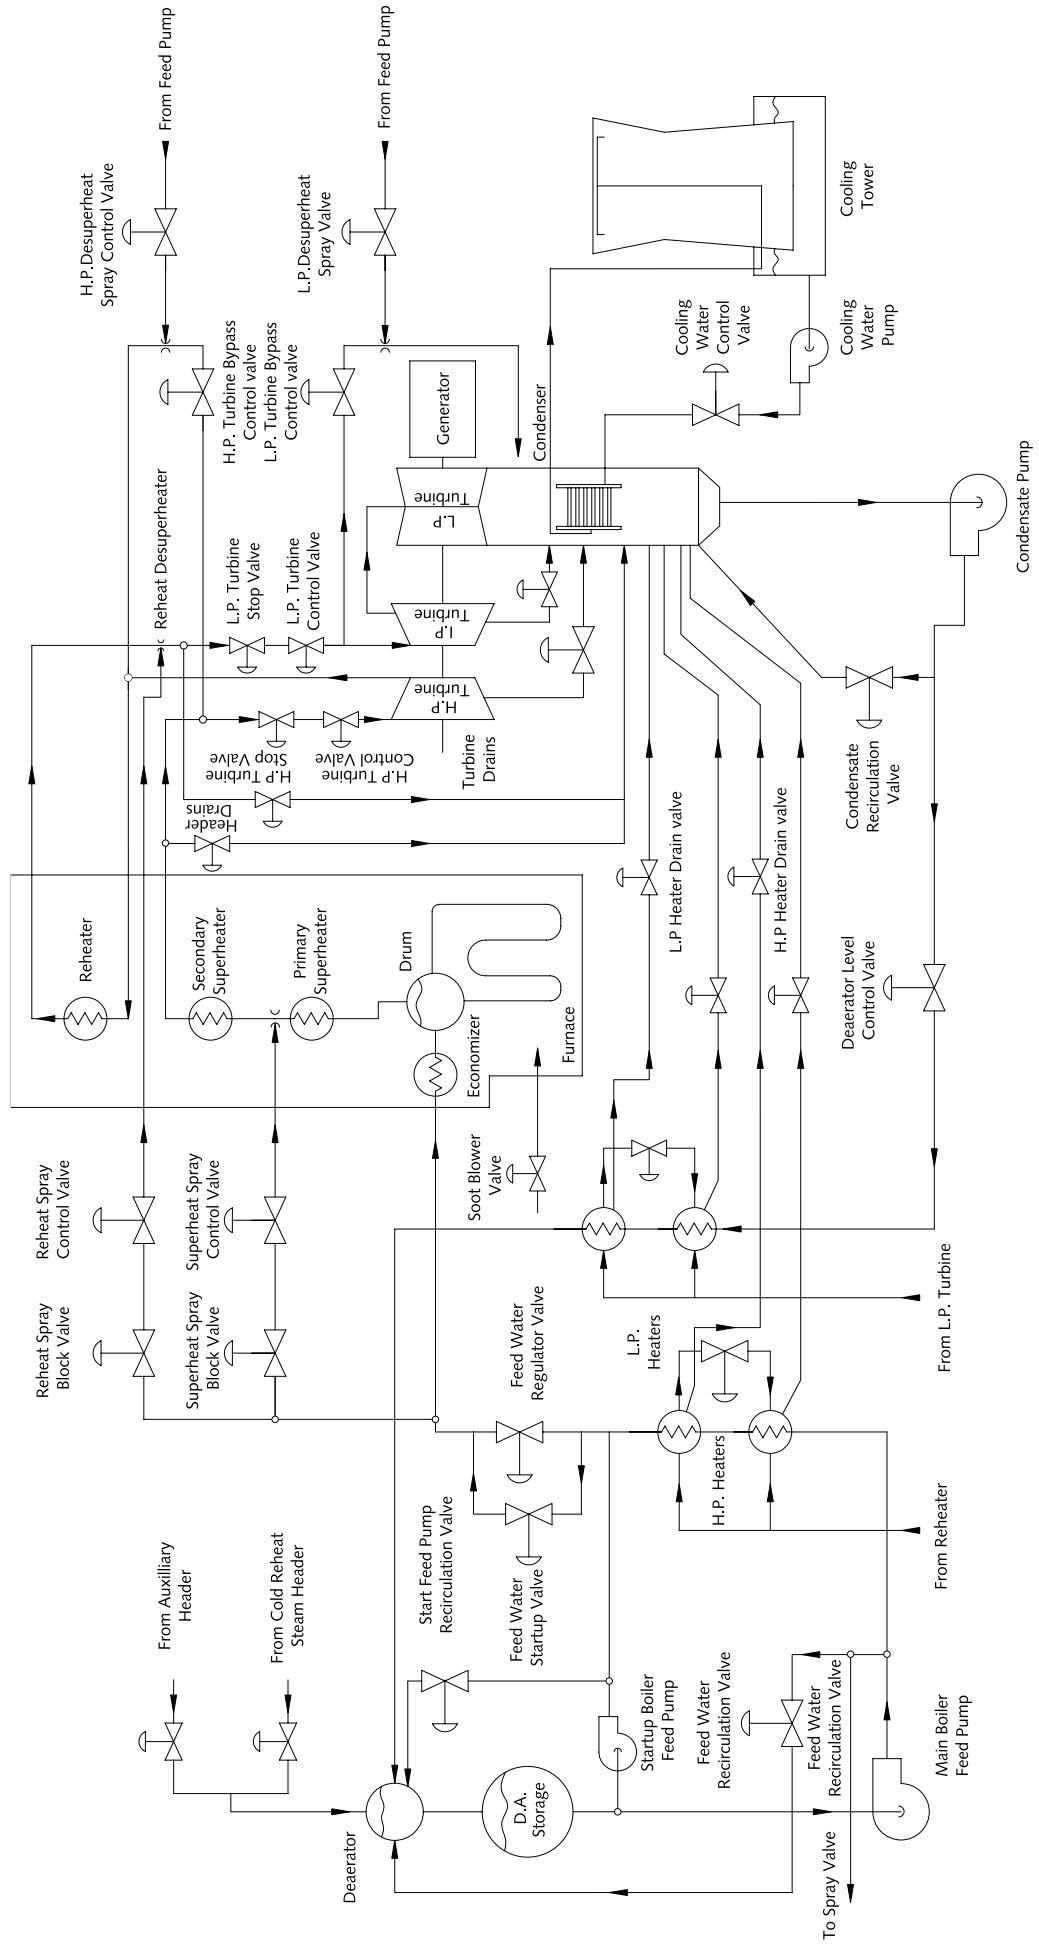 From Feed Pump
H.P.Desuperheat
Spray Control Valve
From Feed Pump
L.P.Desuperheat
Spray Valve
Cooling
Tower
Cooling
Water
Control
Valve
Cooling
Water
Pump
H.P. Turbine Bypass
Control valve
L.P. Turbine Bypass
Control valve
Generator
Condenser
Reheat Desuperheater
L.P. Turbine
Stop Valve
L.P. Turbine
Control Valve
L.P
Turbine
I.P
Turbine
H.P
Turbine
H.P Turbine
Stop Valve
H.P Turbine
Control Valve
Turbine
Drains
Header
Drains
Condensate Pump
Condensate
Recirculation
Valve
L.P Heater Drain valve
H.P Heater Drain valve
Deaerator Level
Control Valve
Reheater
Secondary
Superheater
Primary
Superheater
Drum
Economizer
Furnace
Soot Blower
Valve
Reheat Spray
Control Valve
Superheat Spray
Control Valve
Reheat Spray
Block Valve
Superheat Spray
Block Valve
Feed Water
Regulator Valve
L.P.
Heaters
From L.P. Turbine
H.P. Heaters
From Reheater
Start Feed Pump
Recirculation Valve
Feed Water
Startup Valve
From Auxilliary
Header
From Cold Reheat
Steam Header
Startup Boiler
Feed Pump
Feed Water
Recirculation Valve
Feed Water
Recirculation Valve
Main Boiler
Feed Pump
Deaerator
D.A.
Storage
To Spray Valve